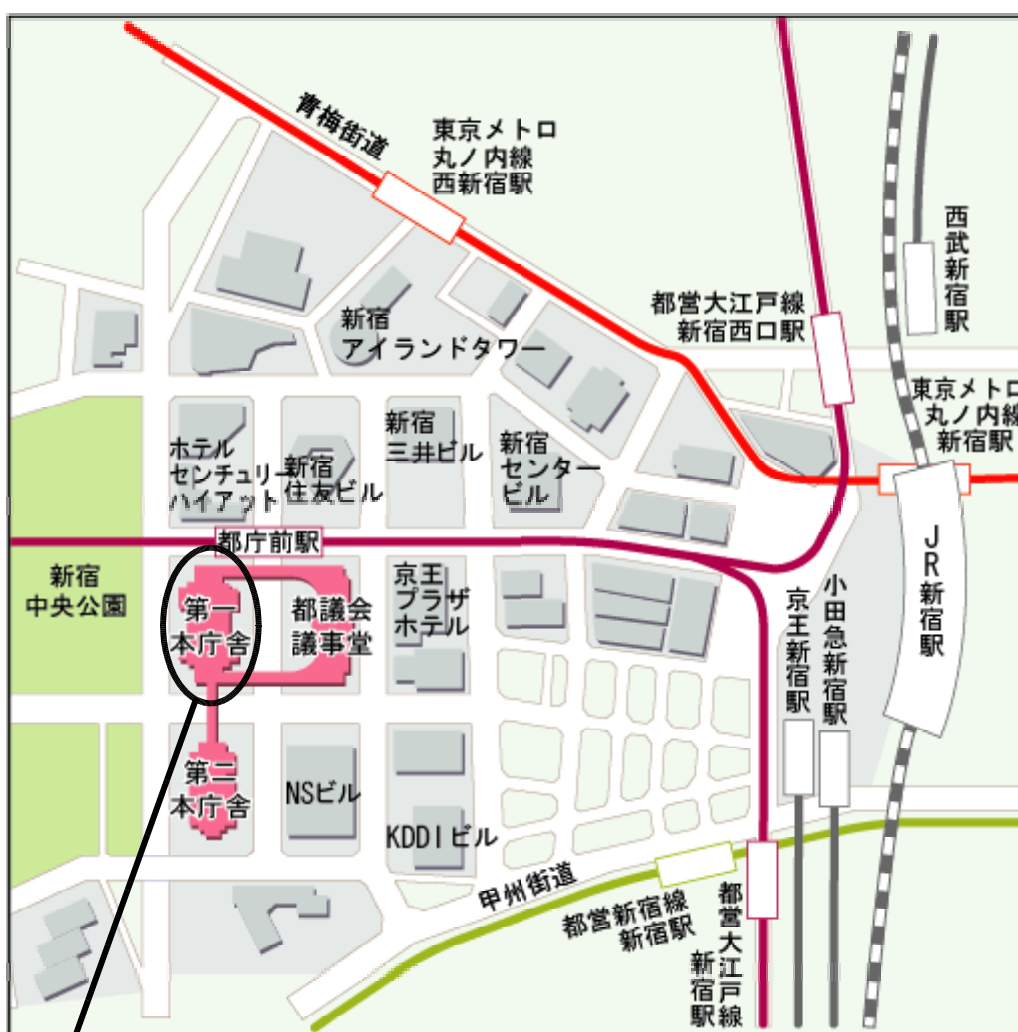 青梅街道
東京メトロ
丸ノ内線
西新宿駅
西武新宿駅
都営大江戸線
新宿西口駅
新宿
アイランドタワー
東京メトロ
丸ノ内線
新宿駅
ホテル
センチュリー
ハイアット
新宿
住友ビル
新宿
三井ビル
新宿
センター
ビル
都庁前駅
JR新宿駅
新宿
中央公園
第一
本庁舎
都議会
議事堂
京王
プラザ
ホテル
京王新宿駅
小田急新宿駅
第二
本庁舎
NSビル
KDDIビル
甲州街道
都営新宿線
新宿駅
都営大江戸線
新宿駅